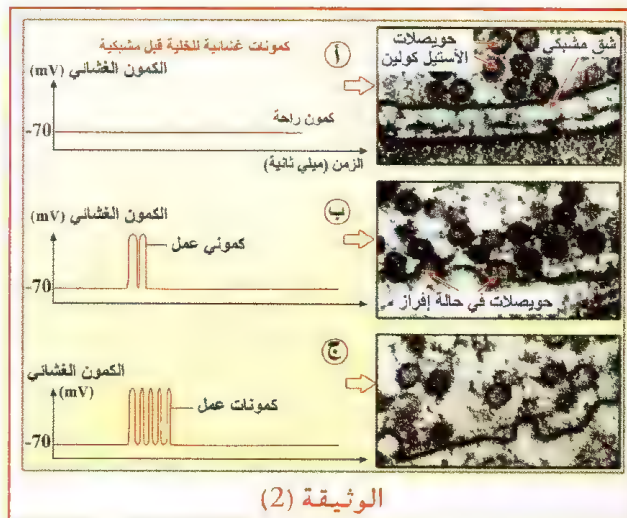 كمونات غشائية للخلية قبل مشبكية
أ
حويصلات
الأستيل كولين
شق مشبكي
الكمون الغشائي (mV)
كمون راحة
-70
الزمن (ميلي ثانية)
ب
الكمون الغشائي (mV)
كموني عمل
-70
حويصلات في حالة إفراز
ج
الكمون الغشائي
(mV)
كمونات عمل
-70
الوثيقة (2)